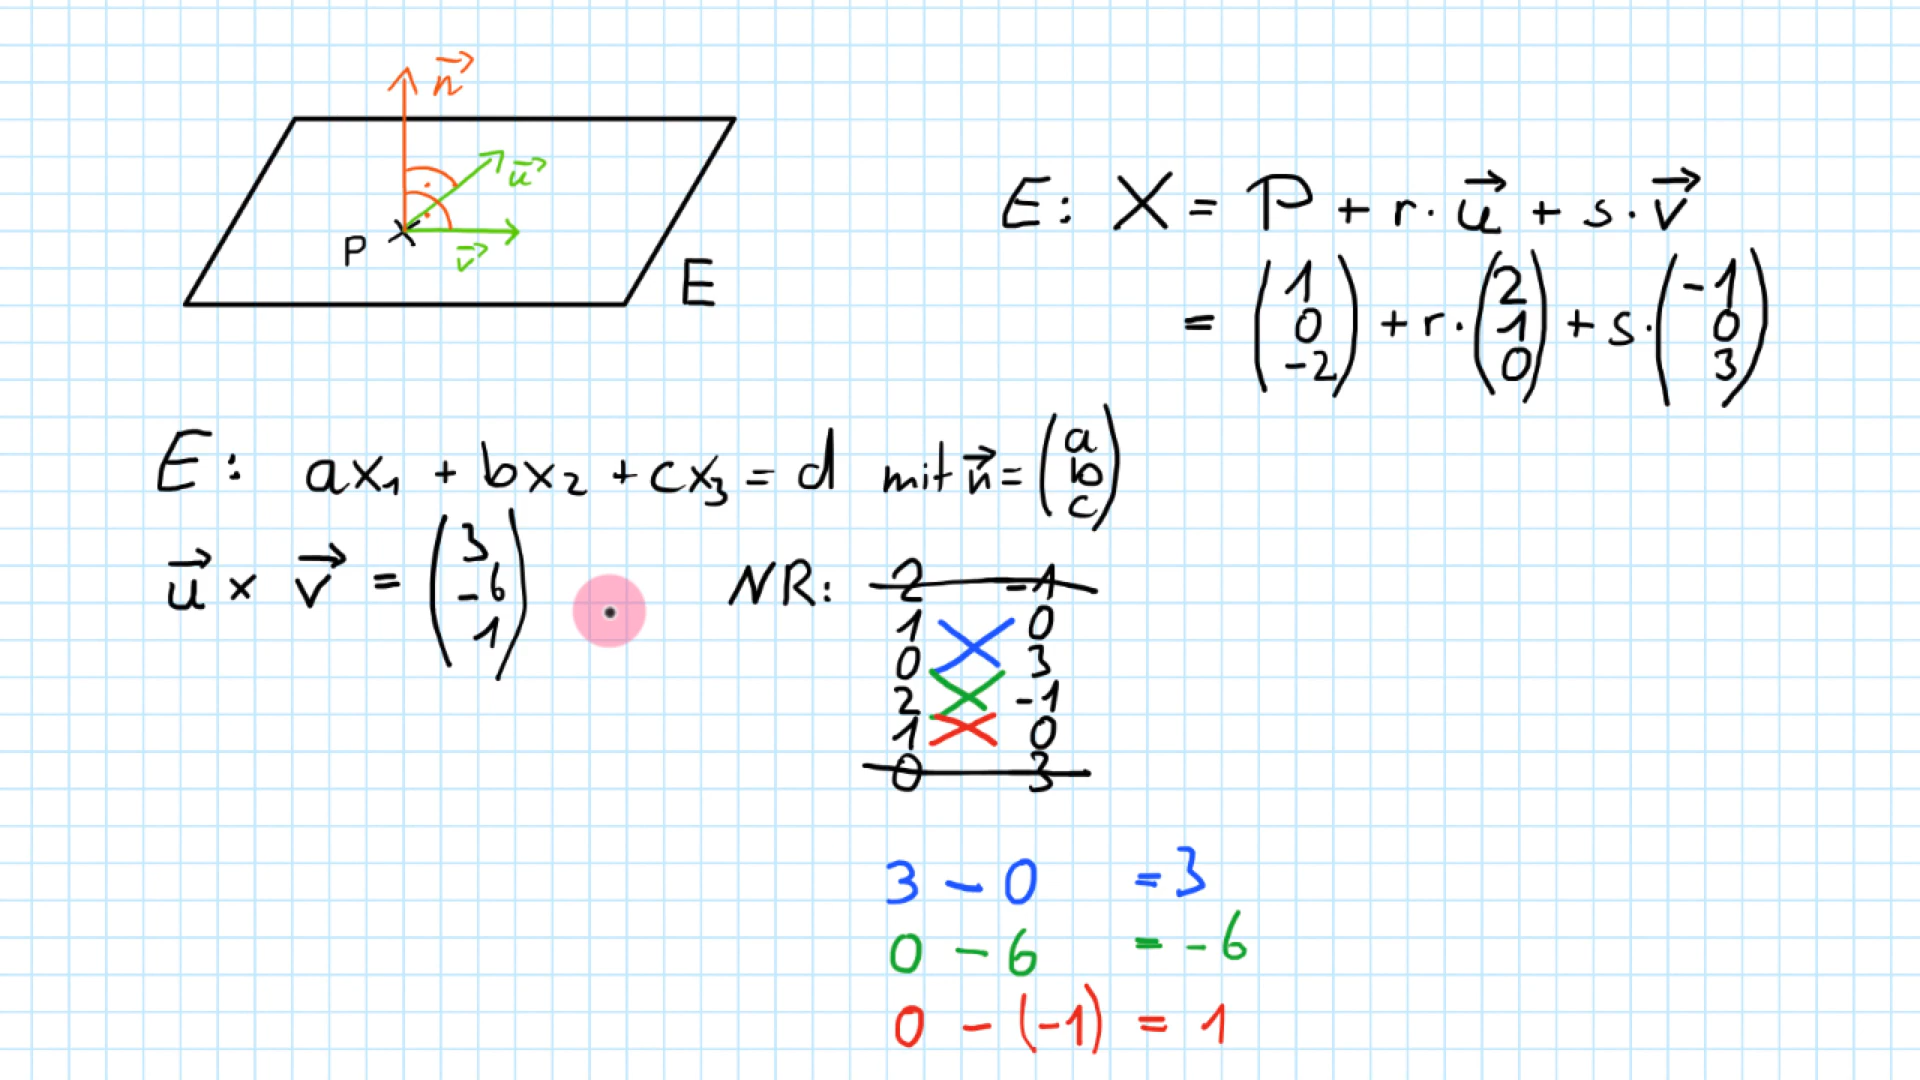 n⃗
u⃗
P
v⃗
E
E: X = P + r · u⃗ + s · v⃗
= (1 0 -2) + r · (2 1 0) + s · (-1 0 3)
E: ax₁ + bx₂ + cx₃ = d mit n⃗ = (a b c)
u⃗ × v⃗ = (3 -6 1)
NR: 2 -1
1 0
0 3
2 -1
1 0
0 3
3 - 0 = 3
0 - 6 = -6
0 - (-1) = 1